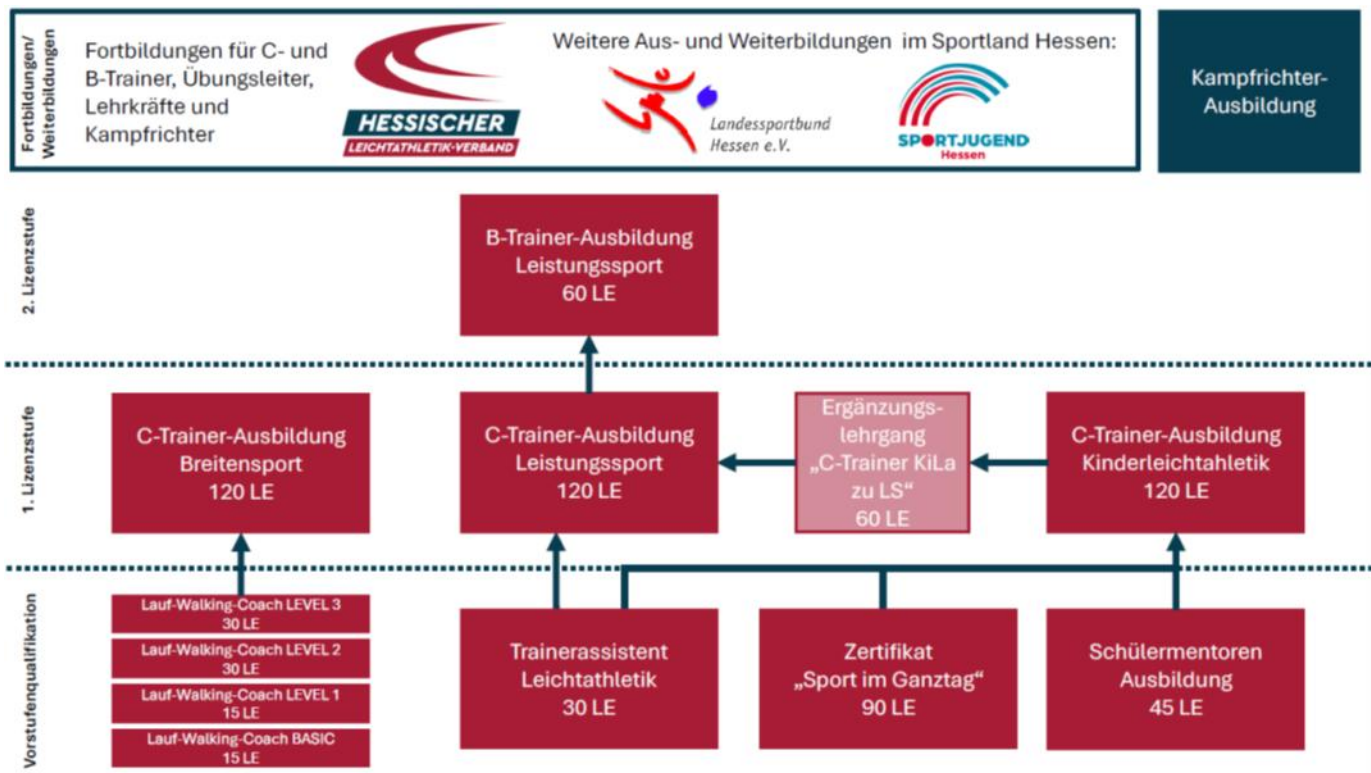 Fortbildungen/
Weiterbildungen
Fortbildungen für C- und
B-Trainer, Übungsleiter,
Lehrkräfte und
Kampfrichter
HESSISCHER
LEICHTATHLETIK-VERBAND
Weitere Aus- und Weiterbildungen im Sportland Hessen:
Landessportbund
Hessen e.V.
SPORTJUGEND
Hessen
Kampfrichter-
Ausbildung
2. Lizenzstufe
B-Trainer-Ausbildung
Leistungssport
60 LE
1. Lizenzstufe
C-Trainer-Ausbildung
Breitensport
120 LE
C-Trainer-Ausbildung
Leistungssport
120 LE
Ergänzungs-
lehrgang
„C-Trainer KiLa
zu LS“
60 LE
C-Trainer-Ausbildung
Kinderleichtahletik
120 LE
Vorstufenqualifikation
Lauf-Walking-Coach LEVEL 3
30 LE
Lauf-Walking-Coach LEVEL 2
30 LE
Lauf-Walking-Coach LEVEL 1
15 LE
Lauf-Walking-Coach BASIC
15 LE
Trainerassistent
Leichtathletik
30 LE
Zertifikat
„Sport im Ganztag“
90 LE
Schülermentoren
Ausbildung
45 LE